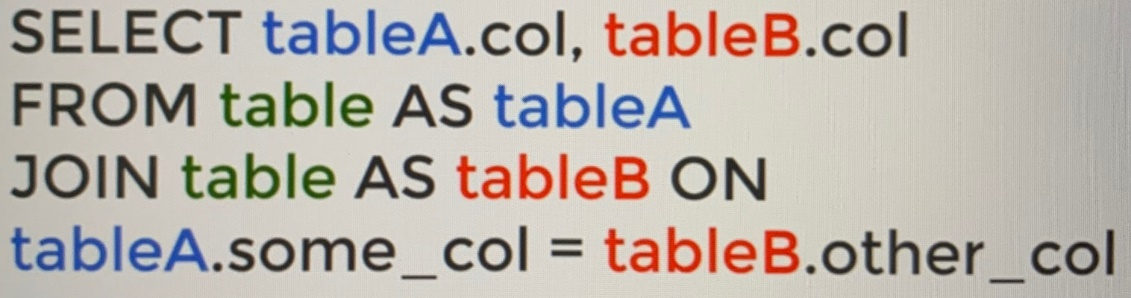 SELECT tableA.col, tableB.col
FROM table AS tableA
JOIN table AS tableB ON
tableA.some_col = tableB.other_col